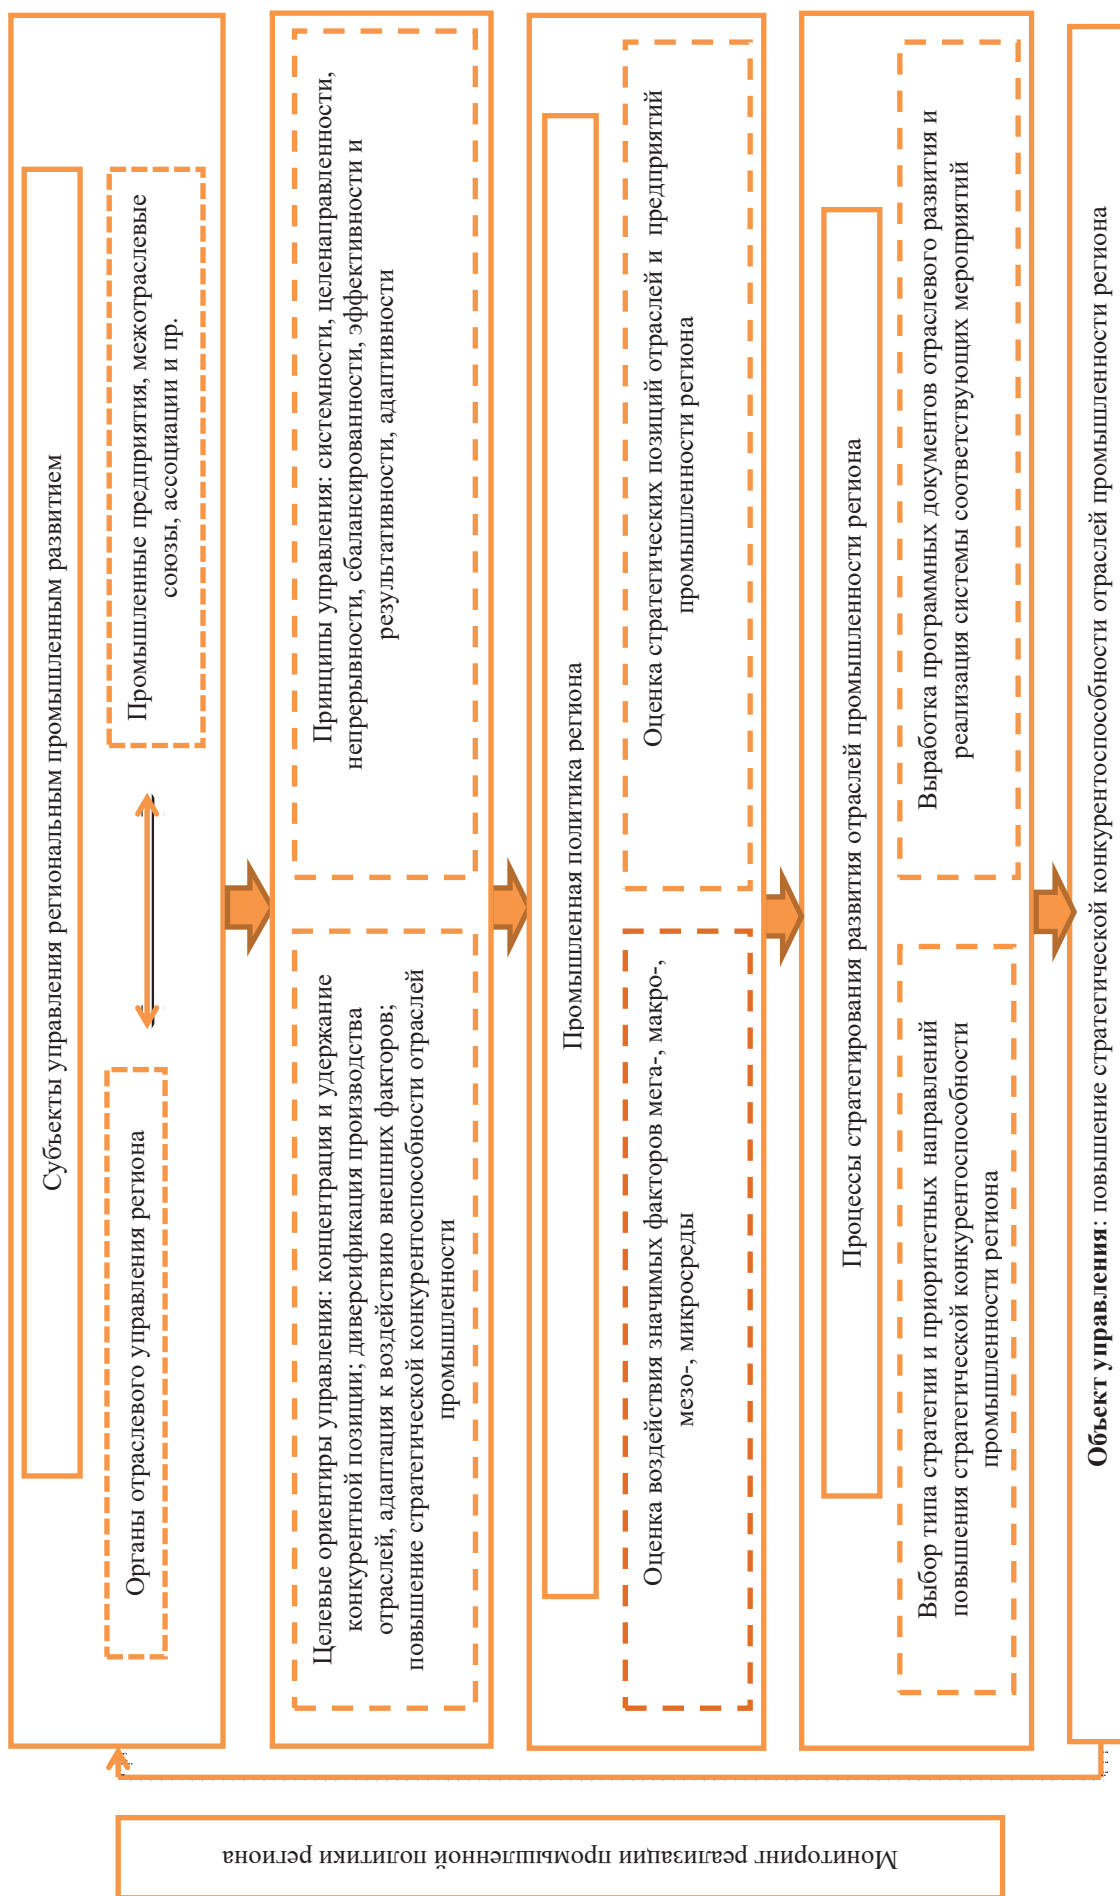 Субъекты управления региональным промышленным развитием
Органы отраслевого управления региона
Промышленные предприятия, межотраслевые
союзы, ассоциации и пр.
Целевые ориентиры управления: концентрация и удержание
конкурентной позиции; диверсификация производства
отраслей, адаптация к воздействию внешних факторов;
повышение стратегической конкурентоспособности отраслей
промышленности
Принципы управления: системности, целенаправленности,
непрерывности, сбалансированности, эффективности и
результативности, адаптивности
Промышленная политика региона
Оценка воздействия значимых факторов мега-, макро-,
мезо-, микросреды
Оценка стратегических позиций отраслей и предприятий
промышленности региона
Процессы стратегирования развития отраслей промышленности региона
Выбор типа стратегии и приоритетных направлений
повышения стратегической конкурентоспособности
промышленности региона
Выработка программных документов отраслевого развития и
реализация системы соответствующих мероприятий
Объект управления: повышение стратегической конкурентоспособности отраслей промышленности региона
Мониторинг реализации промышленной политики региона